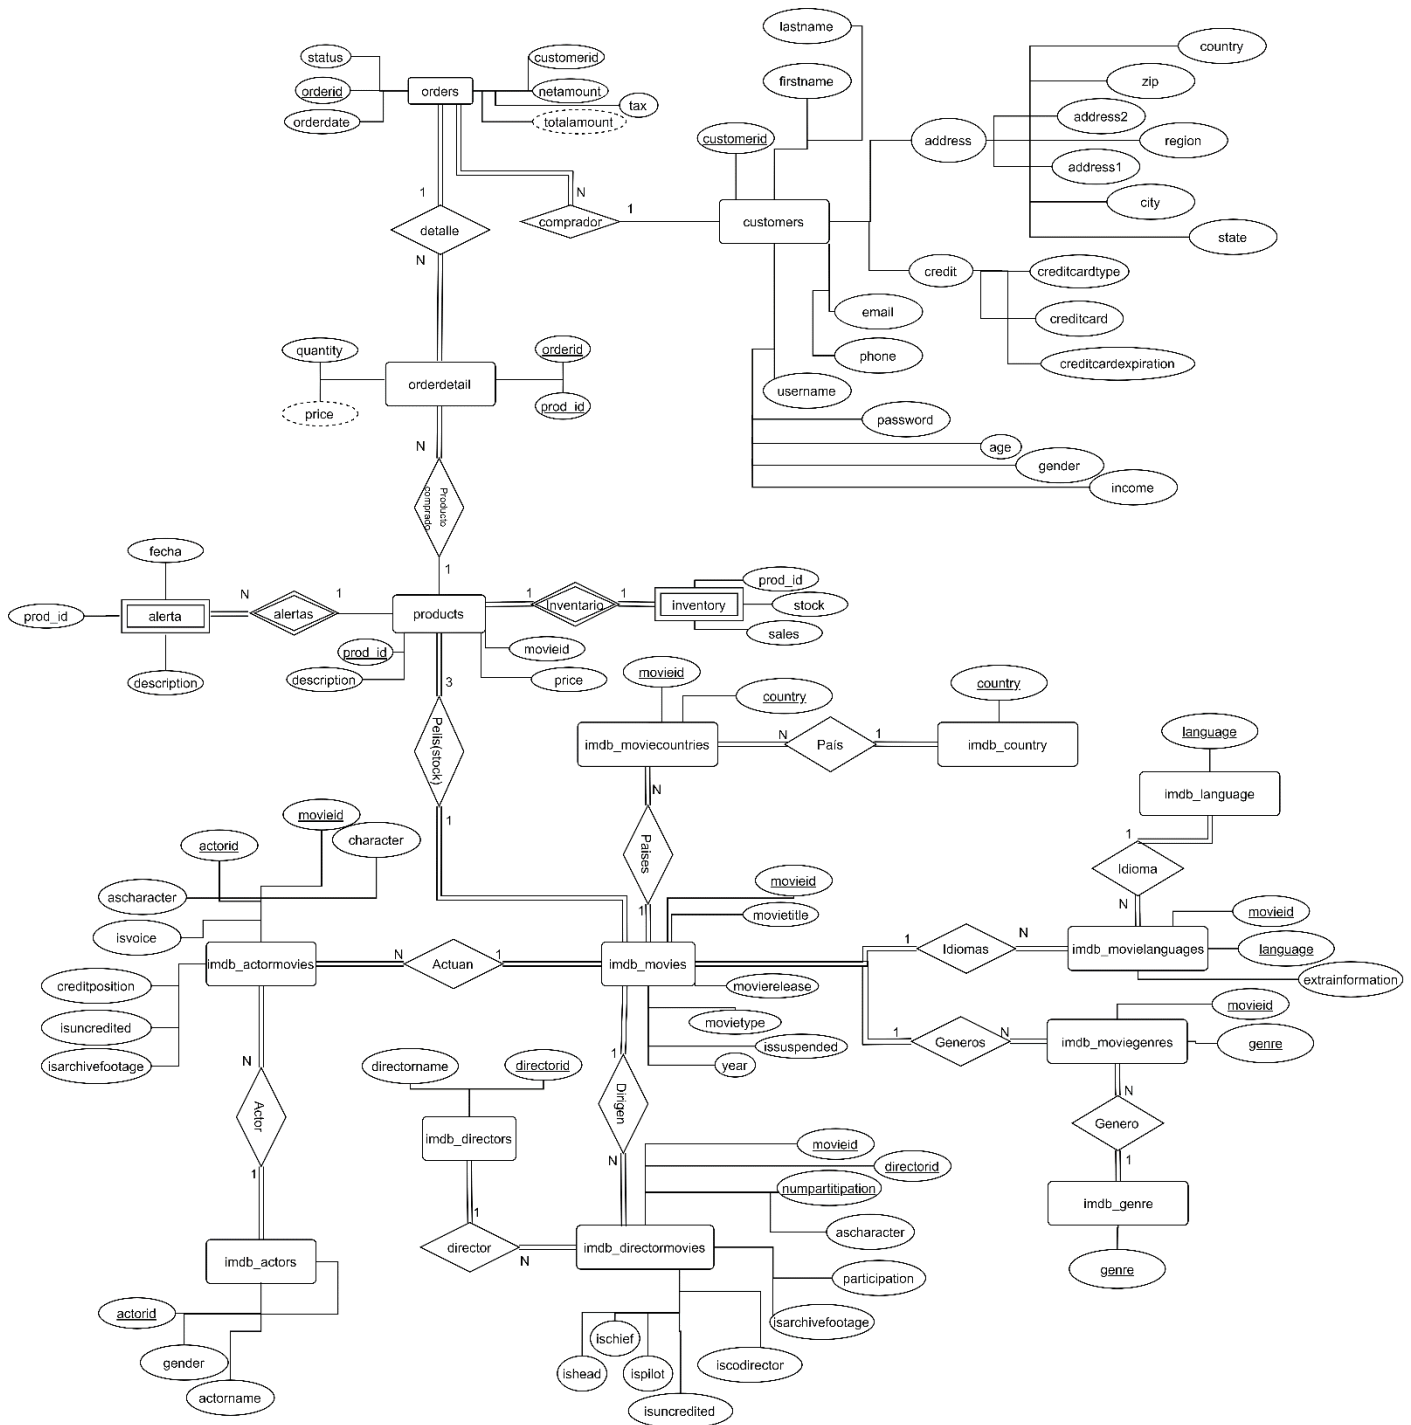 lastname
country
status
customerid
firstname
zip
orderid
orders
netamount
tax
orderdate
totalamount
address2
customerid
address
region
address1
1
N
city
comprador
1
customers
detalle
state
N
credit
creditcardtype
email
creditcard
quantity
orderid
phone
creditcardexpiration
orderdetail
username
price
prod_id
password
N
age
gender
income
Producto
comprado
fecha
1
prod_id
N
1
1
1
prod_id
alerta
alertas
products
Inventario
inventory
stock
sales
prod_id
movieid
description
description
price
3
movieid
country
country
Pelis(stock)
imdb_moviecountries
N
País
1
imdb_country
language
N
imdb_language
movieid
1
character
actorid
1
Paises
Idioma
ascharacter
movieid
N
movieid
isvoice
1
movietitle
N
1
1
Idiomas
N
imdb_movielanguages
language
imdb_actormovies
Actuan
imdb_movies
extrainformation
creditposition
movierelease
movieid
isuncredited
movietype
1
Generos
N
imdb_moviegenres
genre
issuspended
isarchivefootage
N
1
directorname
directorid
year
N
Actor
Dirigen
Genero
imdb_directors
movieid
1
N
1
directorid
numpartitipation
imdb_genre
1
ascharacter
imdb_actors
director
N
imdb_directormovies
genre
participation
actorid
isarchivefootage
gender
ischief
iscodirector
ishead
ispilot
actorname
isuncredited